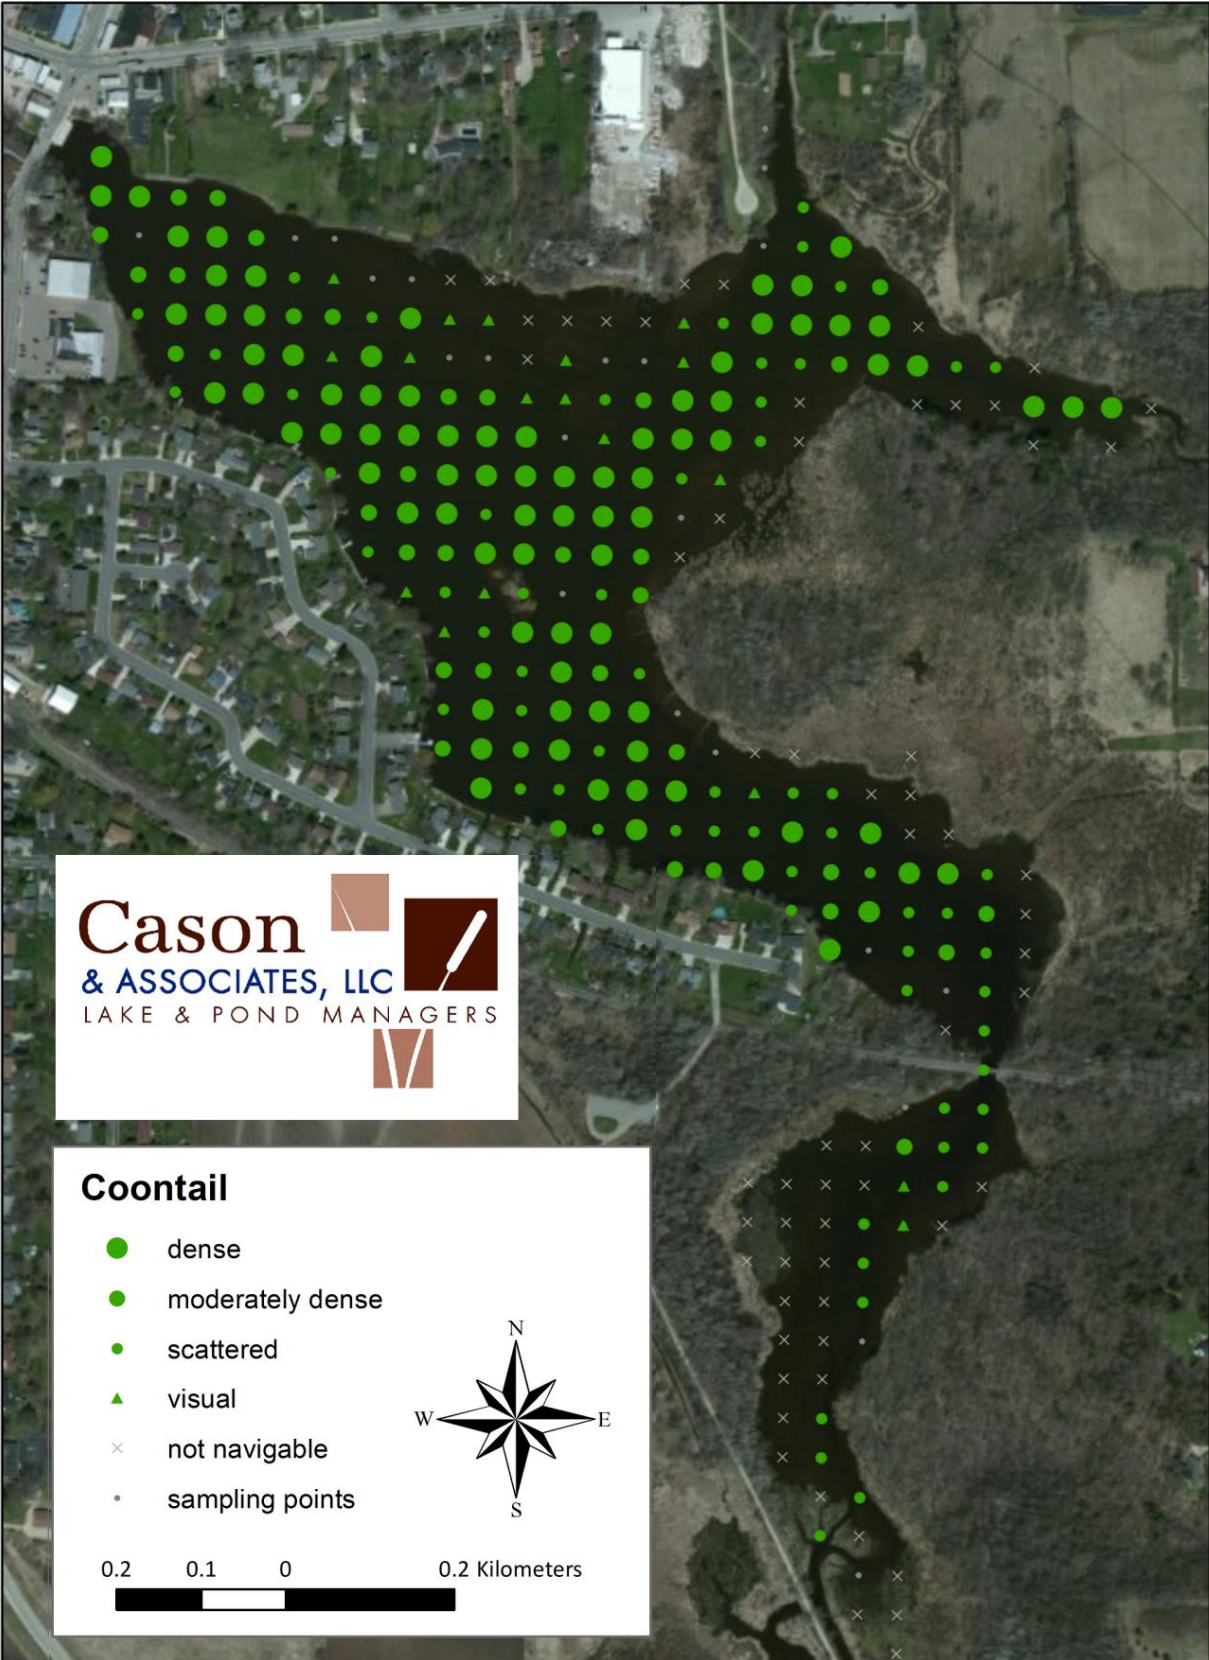 Cason
& ASSOCIATES, LLC
LAKE & POND MANAGERS
Coontail
dense
moderately dense
scattered
visual
not navigable
sampling points
N
W E
S
0.2 0.1 0 0.2 Kilometers